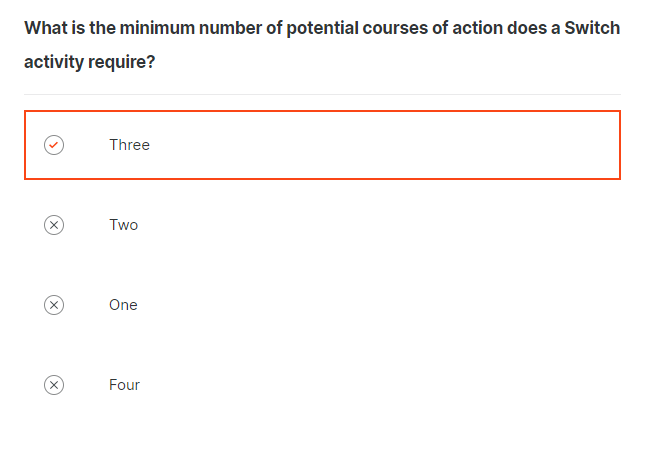 What is the minimum number of potential courses of action does a Switch
activity require?
Three
Two
One
Four